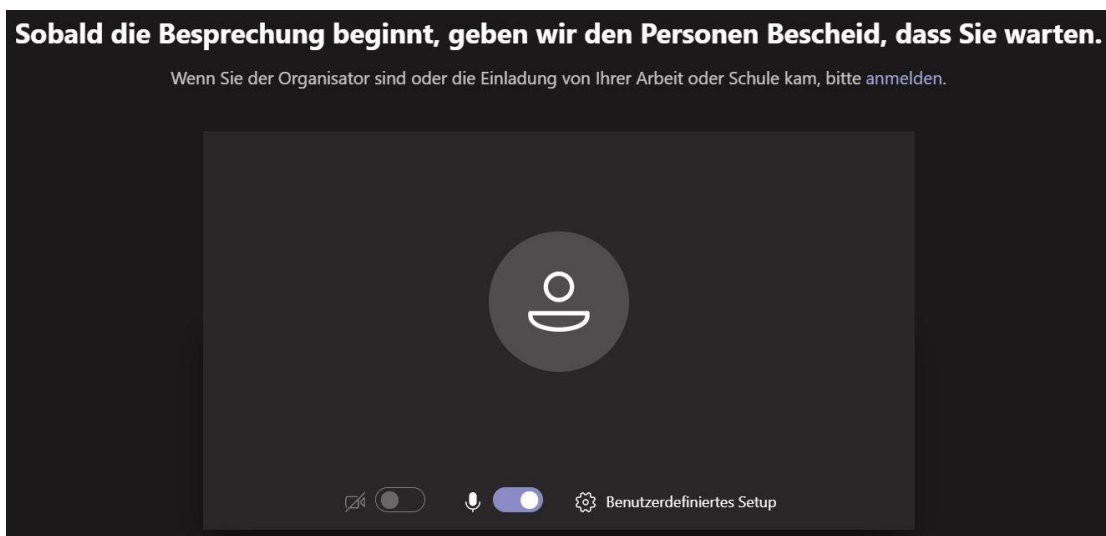 Sobald die Besprechung beginnt, geben wir den Personen Bescheid, dass Sie warten.
Wenn Sie der Organisator sind oder die Einladung von Ihrer Arbeit oder Schule kam, bitte anmelden.
Benutzerdefiniertes Setup